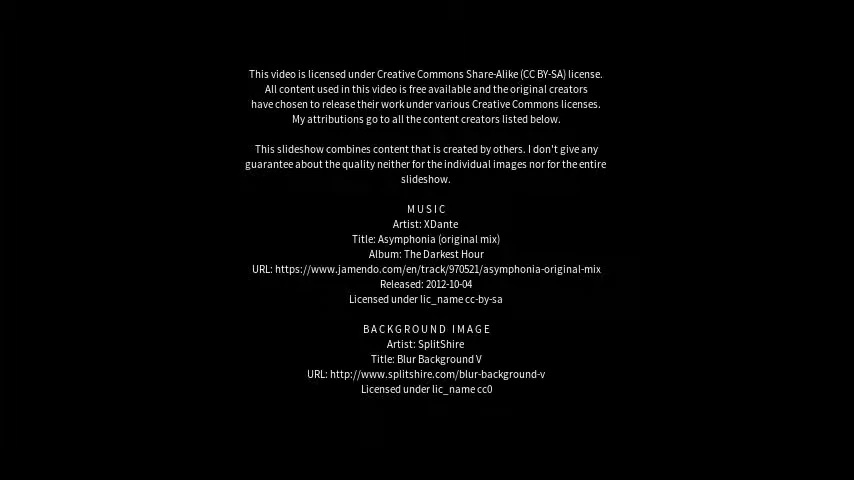 This video is licensed under Creative Commons Share-Alike (CC BY-SA) license.
All content used in this video is free available and the original creators
have chosen to release their work under various Creative Commons licenses.
My attributions go to all the content creators listed below.
This slideshow combines content that is created by others. I don't give any
guarantee about the quality neither for the individual images nor for the entire
slideshow.
M U S I C
Artist: XDante
Title: Asymphonia (original mix)
Album: The Darkest Hour
URL: https://www.jamendo.com/en/track/970521/asymphonia-original-mix
Released: 2012-10-04
Licensed under lic_name cc-by-sa
B A C K G R O U N D   I M A G E
Artist: SplitShire
Title: Blur Background V
URL: http://www.splitshire.com/blur-background-v
Licensed under lic_name cc0